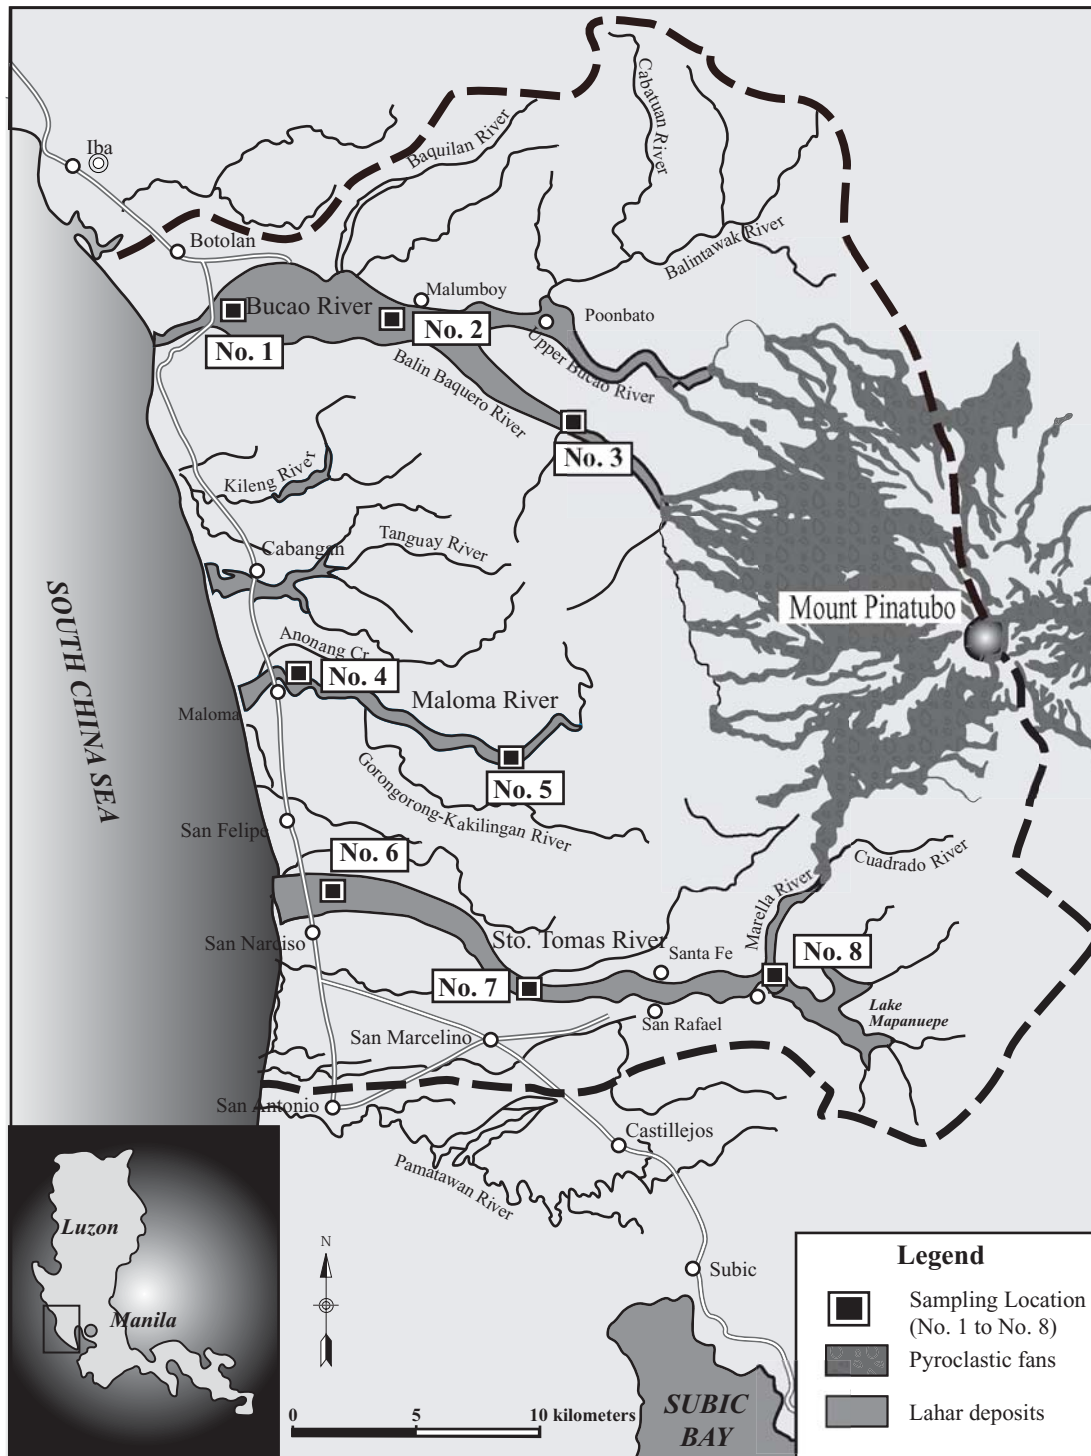 Iba
Botolan
Baquilan River
Cabatuan River
Balintawak River
Malumboy
Poonbato
Bucao River
No. 1
No. 2
Upper Bucao River
Balin Baquero River
No. 3
Kileng River
Cabangan
Tanguay River
Mount Pinatubo
SOUTH CHINA SEA
Anonang Cr.
No. 4
Maloma River
Maloma
No. 5
Gorongorong-Kakilingan River
San Felipe
No. 6
Cuadrado River
Marella River
San Narciso
Sto. Tomas River
Santa Fe
No. 8
No. 7
San Rafael
Lake
Mapanuepe
San Marcelino
San Antonio
Castillejos
Pamatawan River
Subic
SUBIC
BAY
Luzon
Manila
N
0 5 10 kilometers
Legend
Sampling Location
(No. 1 to No. 8)
Pyroclastic fans
Lahar deposits